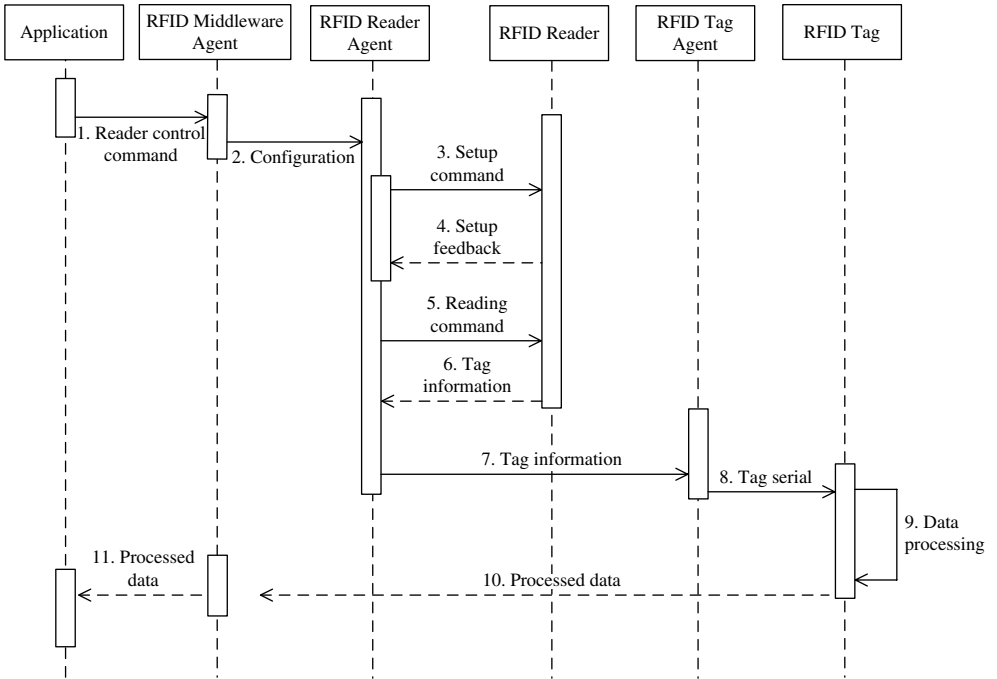 Application
RFID Middleware
Agent
RFID Reader
Agent
RFID Reader
RFID Tag
Agent
RFID Tag
1. Reader control
command
2. Configuration
3. Setup
command
4. Setup
feedback
5. Reading
command
6. Tag
information
7. Tag information
8. Tag serial
9. Data
processing
10. Processed data
11. Processed
data